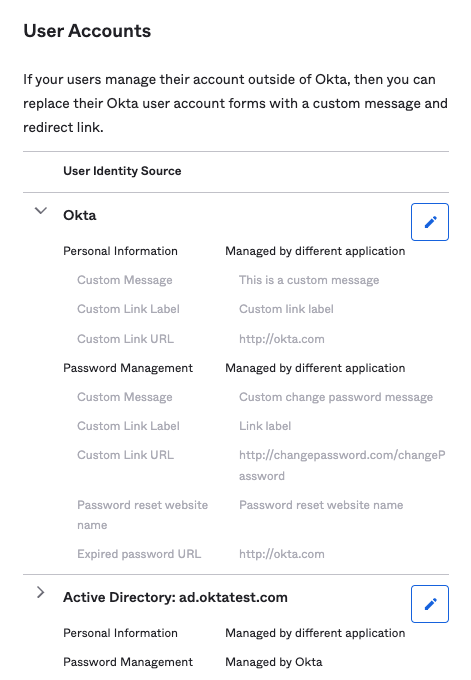 User Accounts
If your users manage their account outside of Okta, then you can
replace their Okta user account forms with a custom message and
redirect link.
User Identity Source
Okta
Personal Information Managed by different application
Custom Message This is a custom message
Custom Link Label Custom link label
Custom Link URL http://okta.com
Password Management Managed by different application
Custom Message Custom change password message
Custom Link Label Link label
Custom Link URL http://changepassword.com/changeP
assword
Password reset website Password reset website name
name
Expired password URL http://okta.com
Active Directory: ad.oktatest.com
Personal Information Managed by different application
Password Management Managed by Okta